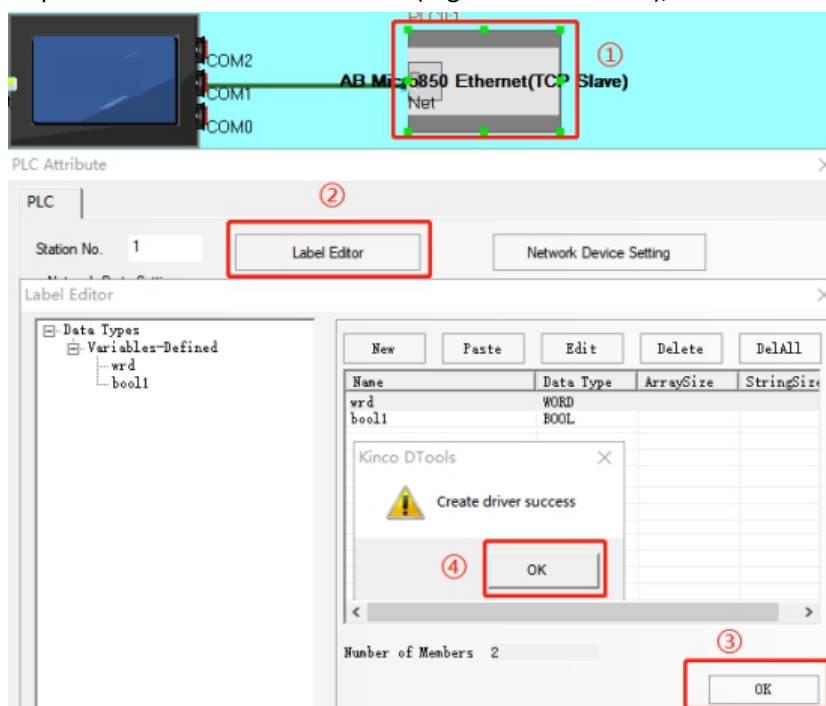 COM2
①
AB Micro850 Ethernet(TCP Slave)
COM1
Net
COM0
PLC Attribute
PLC
②
Station No. 1
Label Editor
Network Device Setting
Label Editor
Data Types
Variables-Defined
wrd
bool1
New Paste Edit Delete DelAll
Name Data Type ArraySize StringSize
wrd WORD
bool1 BOOL
Kinco DTools
Create driver success
④
OK
Number of Members 2
③
OK